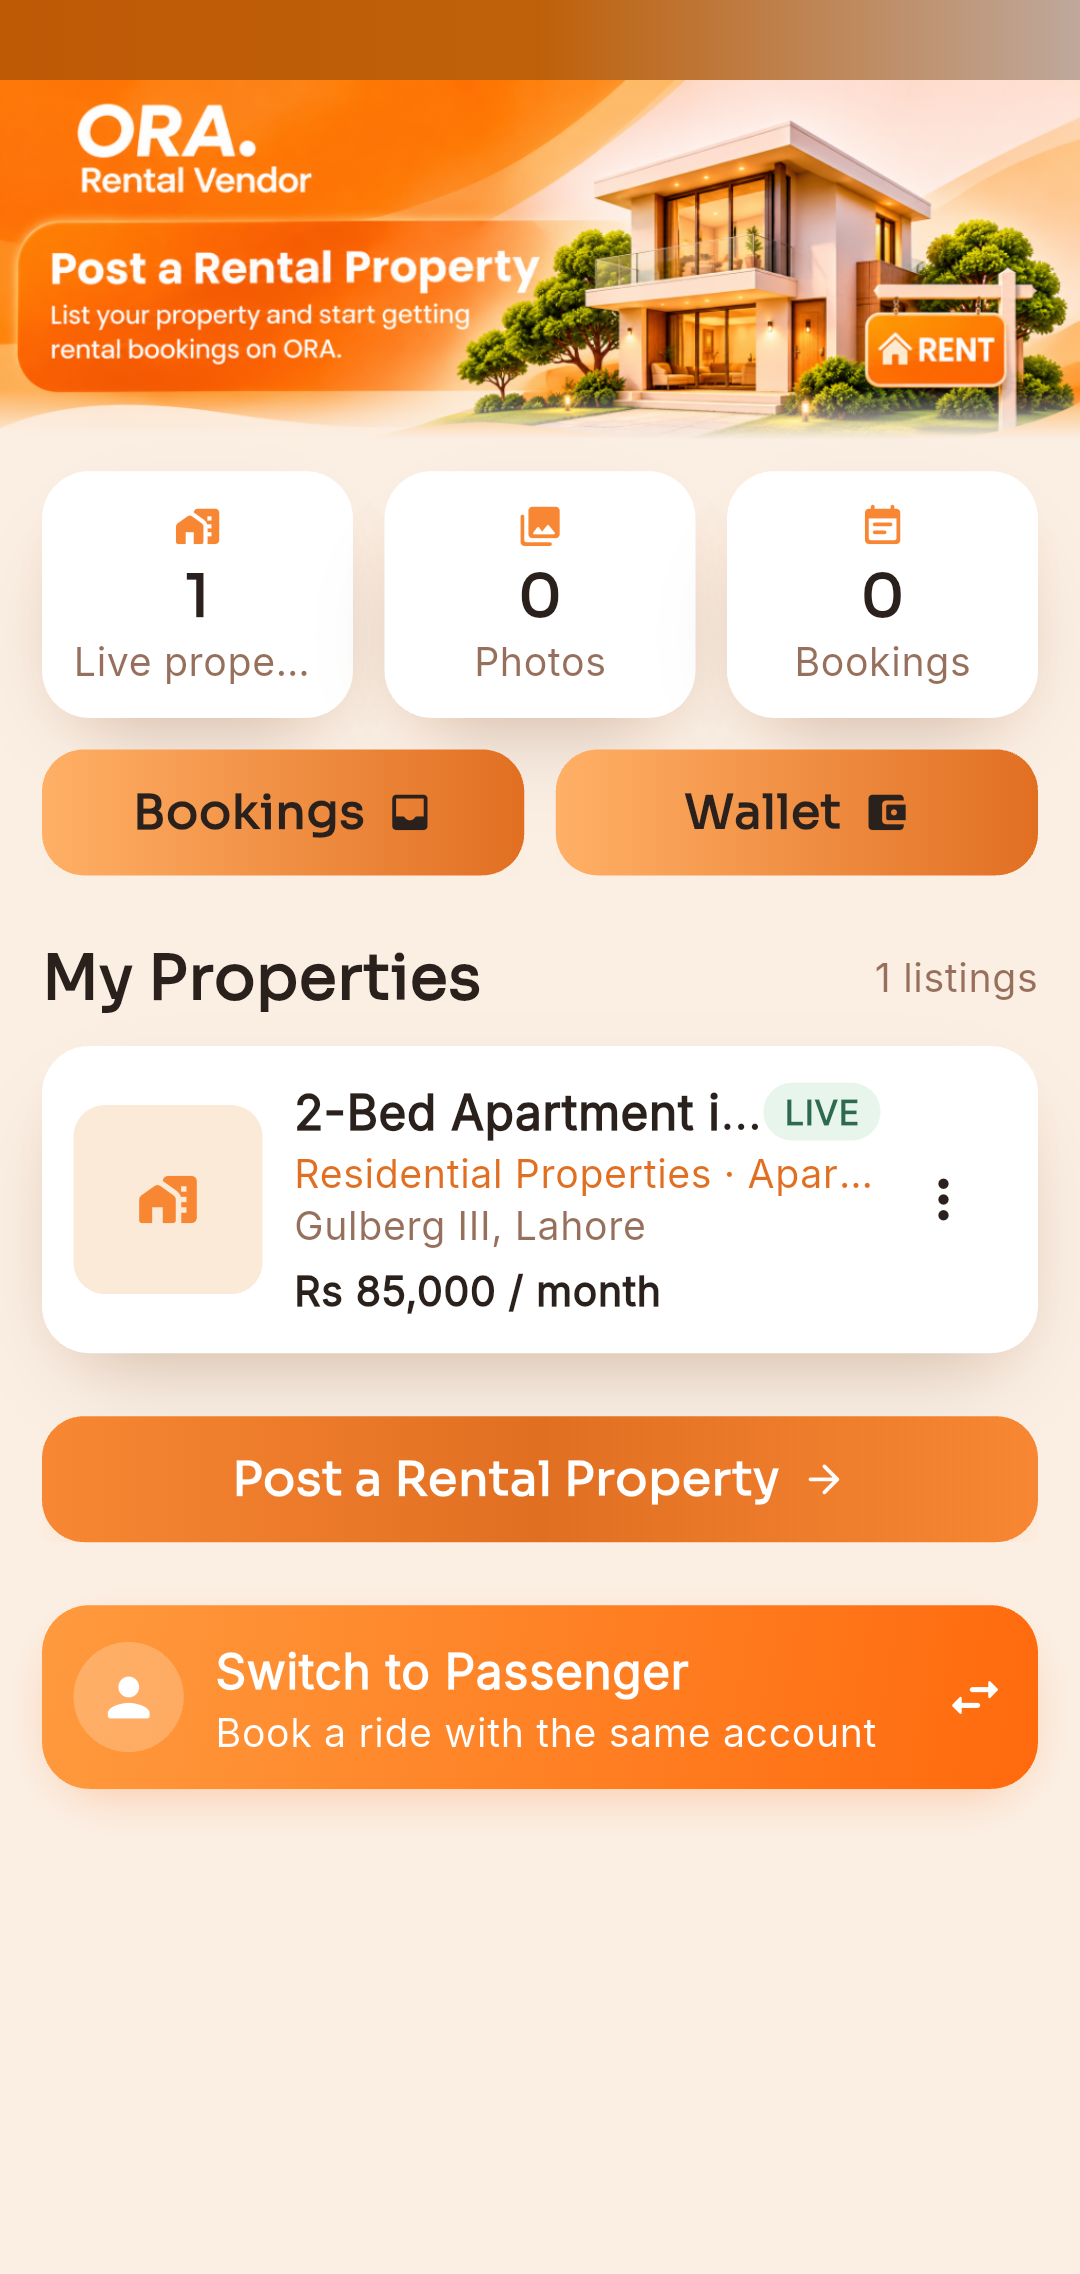 ORA.
Rental Vendor
Post a Rental Property
List your property and start getting
rental bookings on ORA.
RENT
1
Live prope...
0
Photos
0
Bookings
Bookings
Wallet
My Properties
1 listings
2-Bed Apartment i...
LIVE
Residential Properties · Apar...
Gulberg III, Lahore
Rs 85,000 / month
Post a Rental Property
Switch to Passenger
Book a ride with the same account